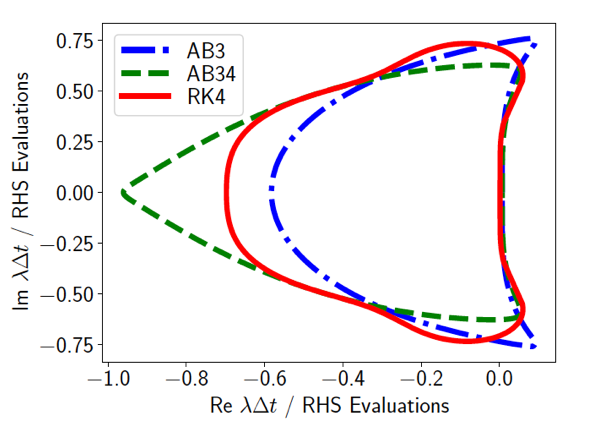 AB3
AB34
RK4
0.75
0.50
0.25
0.00
−0.25
−0.50
−0.75
Im λΔt / RHS Evaluations
−1.0 −0.8 −0.6 −0.4 −0.2 0.0
Re λΔt / RHS Evaluations